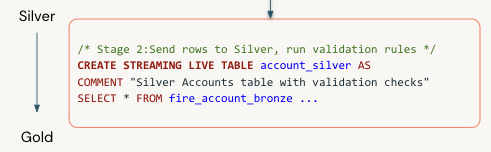 Silver
/* Stage 2:Send rows to Silver, run validation rules */
CREATE STREAMING LIVE TABLE account_silver AS
COMMENT "Silver Accounts table with validation checks"
SELECT * FROM fire_account_bronze ...
Gold